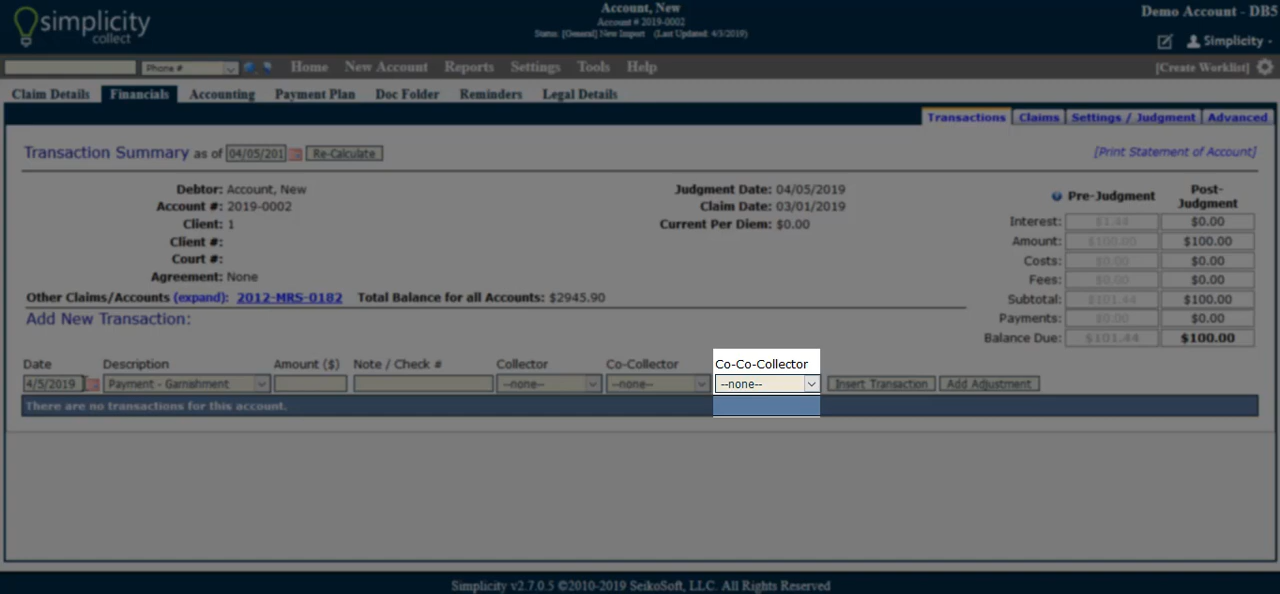 simplicity
collect
Account, New
Account # 2019-0002
Status: [General] New Import (Last Updated: 4/3/2019)
Demo Account - DB5
Simplicity
Phone #
Home New Account Reports Settings Tools Help
[Create Worklist]
Claim Details Financials Accounting Payment Plan Doc Folder Reminders Legal Details
Transactions Claims Settings / Judgment Advanced
Transaction Summary as of 04/05/201 Re-Calculate
[Print Statement of Account]
Debtor: Account, New
Account #: 2019-0002
Client: 1
Client #:
Court #:
Agreement: None
Judgment Date: 04/05/2019
Claim Date: 03/01/2019
Current Per Diem: $0.00
Pre-Judgment Post-Judgment
Interest: $1.44 $0.00
Amount: $100.00 $100.00
Costs: $0.00 $0.00
Fees: $0.00 $0.00
Subtotal: $101.44 $100.00
Payments: $0.00 $0.00
Balance Due: $101.44 $100.00
Other Claims/Accounts (expand): 2012-MRS-0182 Total Balance for all Accounts: $2945.90
Add New Transaction:
Date Description Amount ($) Note / Check # Collector Co-Collector Co-Co-Collector
4/5/2019 Payment - Garnishment --none-- --none-- --none-- Insert Transaction Add Adjustment
There are no transactions for this account.
Simplicity v2.7.0.5 ©2010-2019 SeikoSoft, LLC. All Rights Reserved